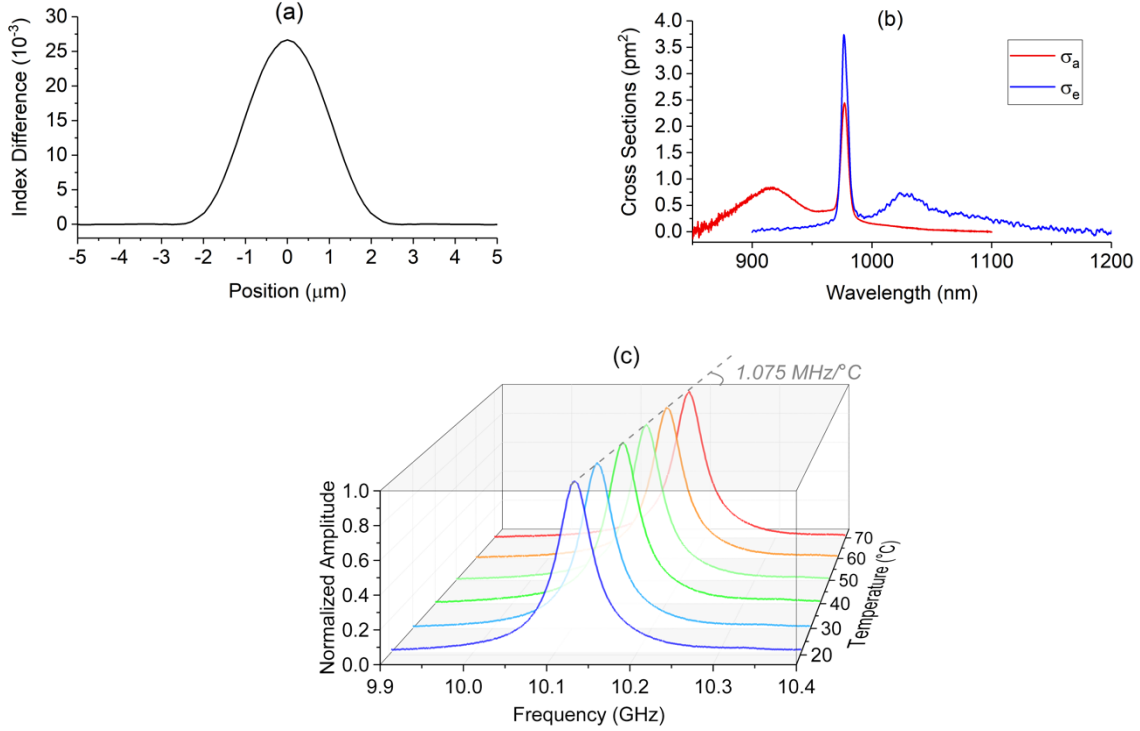 (a)
30
25
20
15
10
5
0
Index Difference (10⁻³)
-5 -4 -3 -2 -1 0 1 2 3 4 5
Position (μm)
(b)
4.0
3.5
3.0
2.5
2.0
1.5
1.0
0.5
0.0
Cross Sections (pm²)
σₐ
σₑ
900 1000 1100 1200
Wavelength (nm)
(c)
1.075 MHz/°C
1.0
0.8
0.6
0.4
0.2
0.0
Normalized Amplitude
70
60
50
40
30
20
Temperature (°C)
9.9 10.0 10.1 10.2 10.3 10.4
Frequency (GHz)